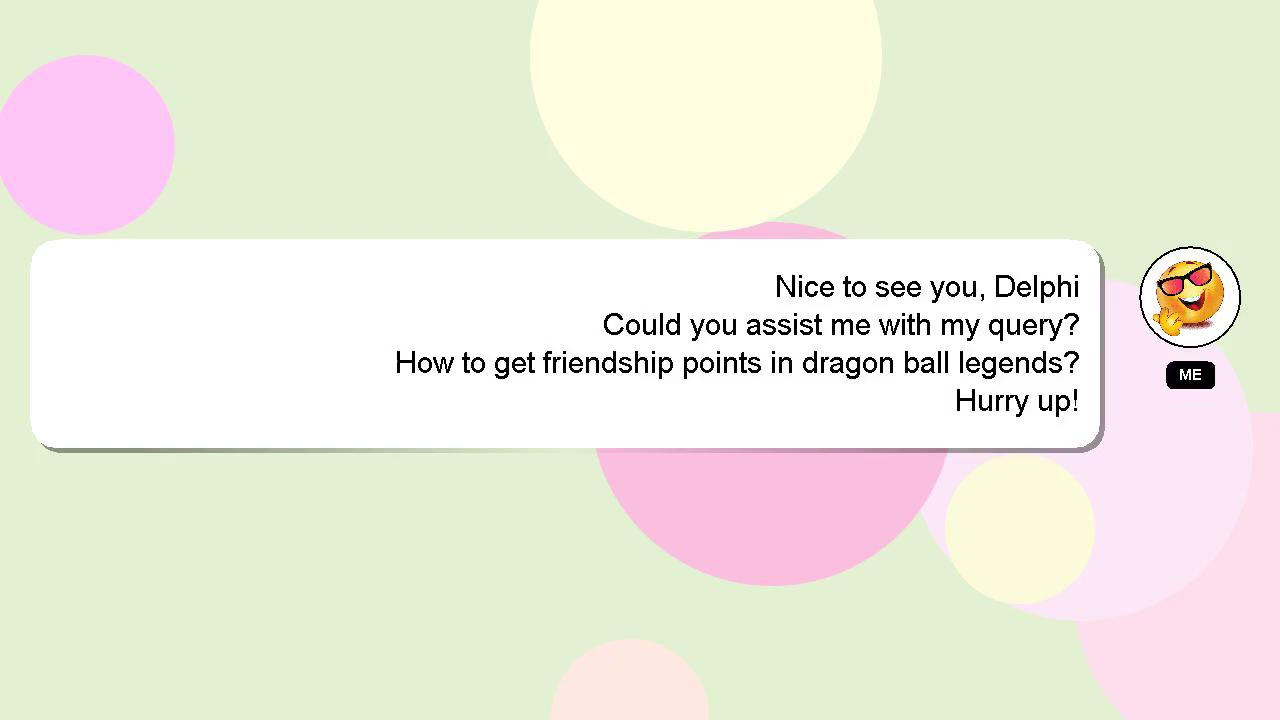 Nice to see you, Delphi
Could you assist me with my query?
How to get friendship points in dragon ball legends?
Hurry up!
ME